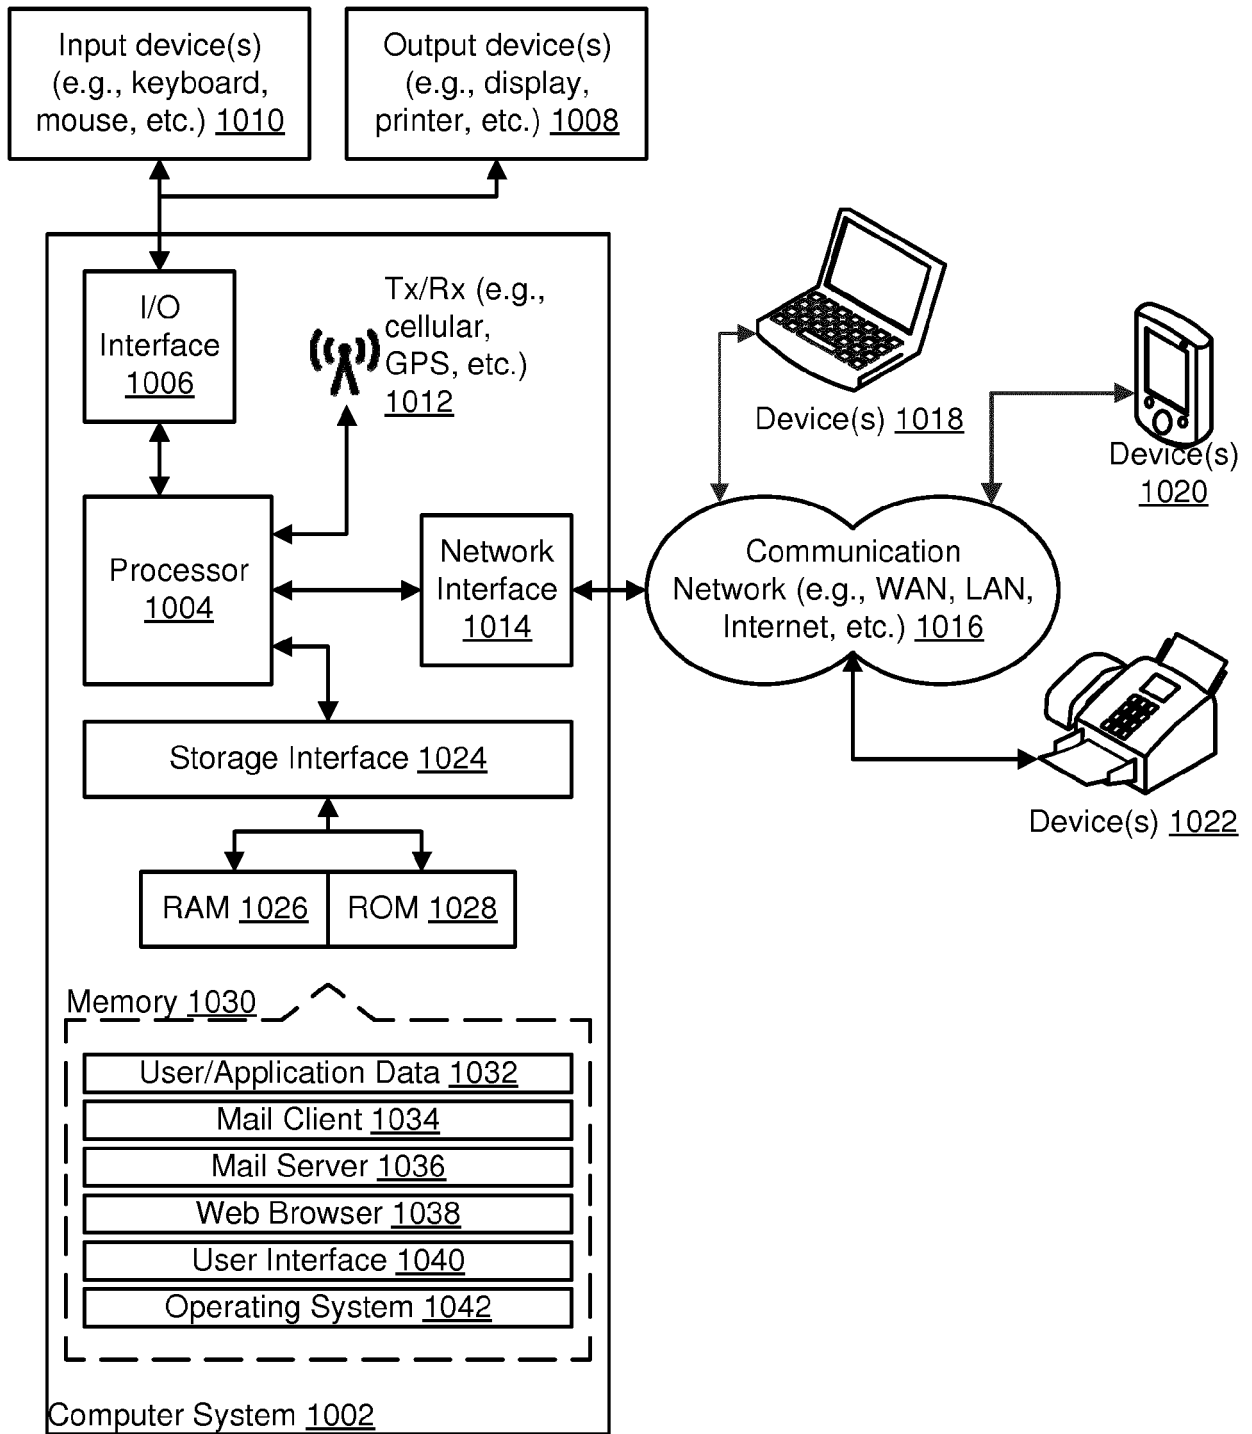 Input device(s)
(e.g., keyboard,
mouse, etc.) 1010
Output device(s)
(e.g., display,
printer, etc.) 1008
I/O
Interface
1006
Tx/Rx (e.g.,
cellular,
GPS, etc.)
1012
Processor
1004
Network
Interface
1014
Communication
Network (e.g., WAN, LAN,
Internet, etc.) 1016
Device(s) 1018
Device(s)
1020
Device(s) 1022
Storage Interface 1024
RAM 1026
ROM 1028
Memory 1030
User/Application Data 1032
Mail Client 1034
Mail Server 1036
Web Browser 1038
User Interface 1040
Operating System 1042
Computer System 1002